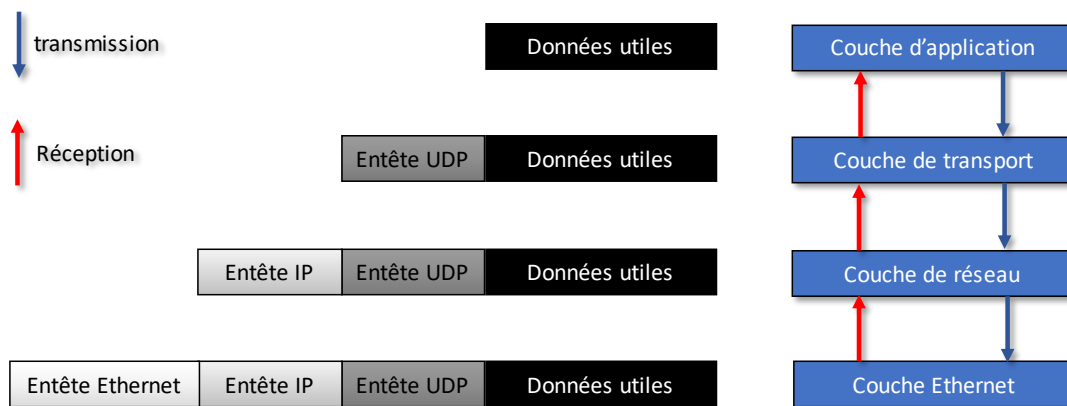 transmission
Données utiles
Couche d’application
Réception
Entête UDP
Données utiles
Couche de transport
Entête IP
Entête UDP
Données utiles
Couche de réseau
Entête Ethernet
Entête IP
Entête UDP
Données utiles
Couche Ethernet